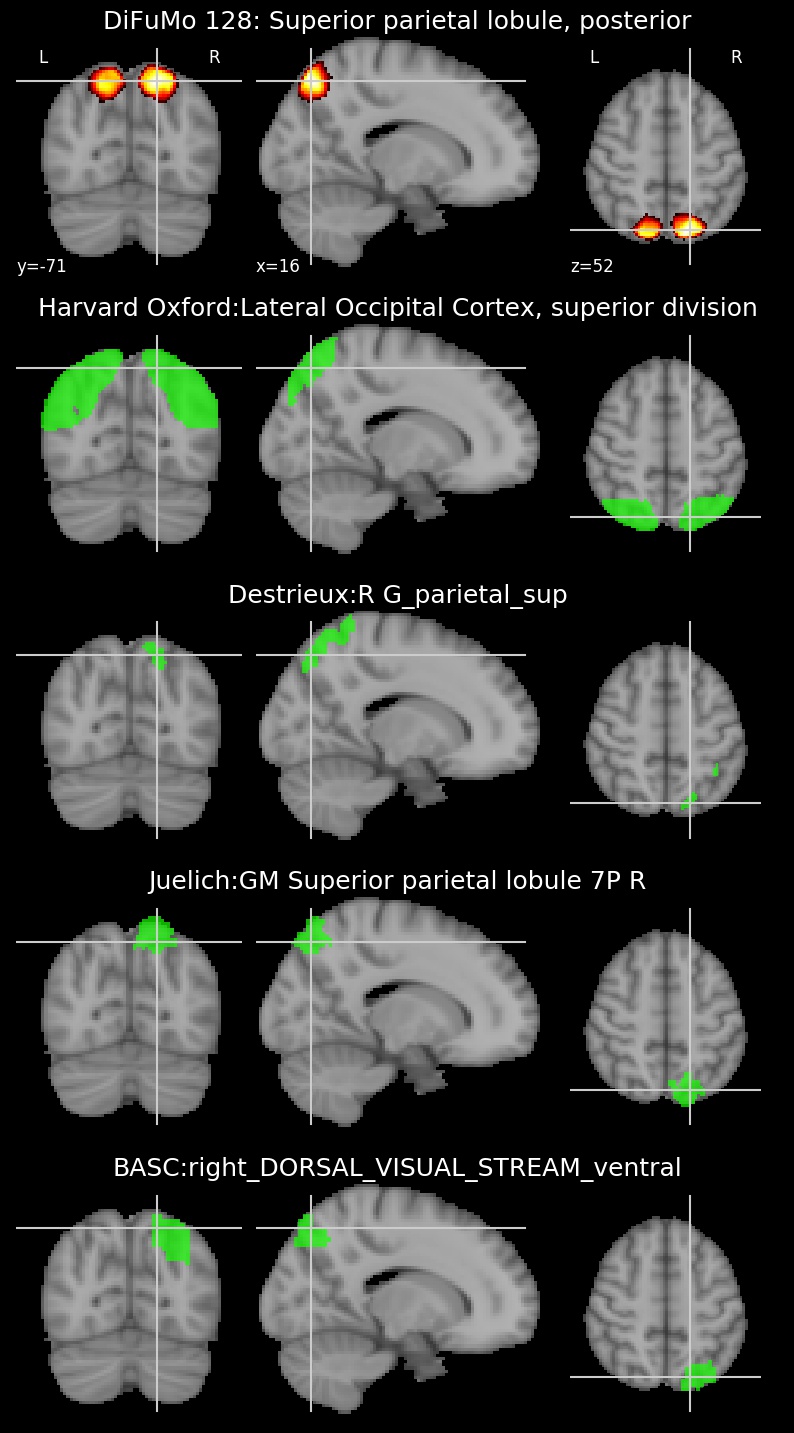 DiFuMo 128: Superior parietal lobule, posterior
L R L R
y=-71 x=16 z=52
Harvard Oxford:Lateral Occipital Cortex, superior division
Destrieux:R G_parietal_sup
Juelich:GM Superior parietal lobule 7P R
BASC:right_DORSAL_VISUAL_STREAM_ventral